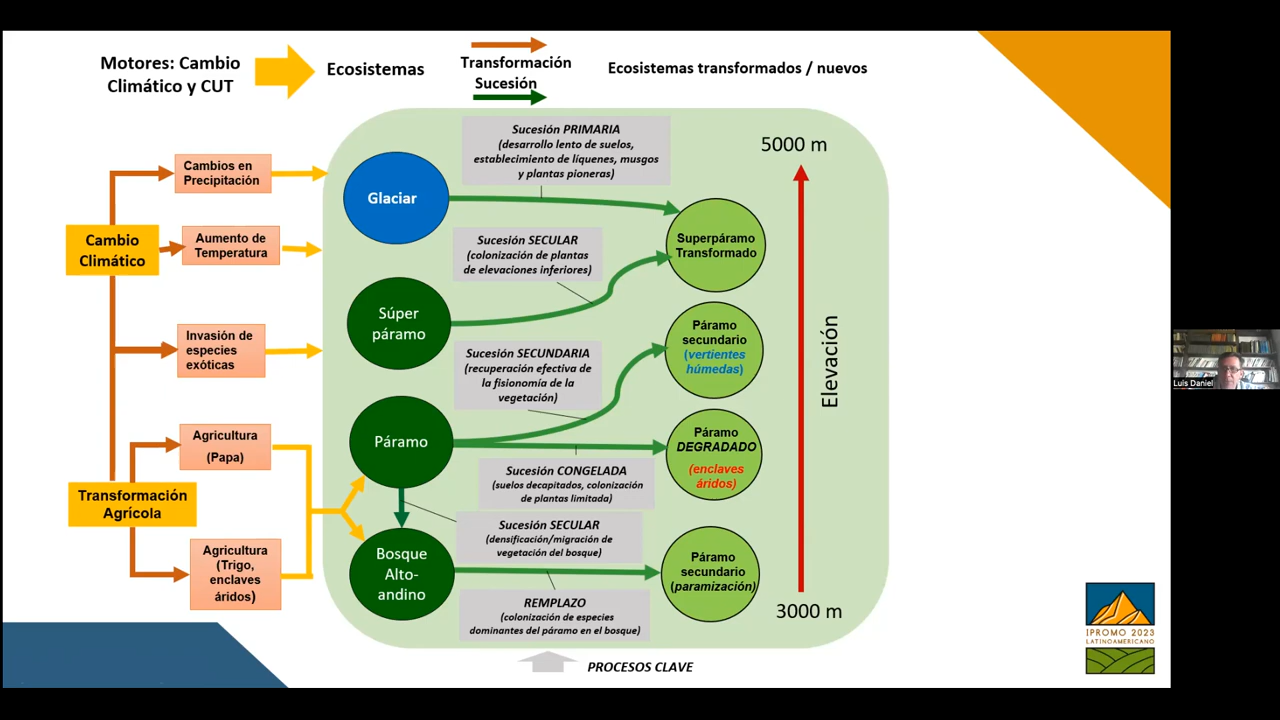 Motores: Cambio
Climático y CUT
Ecosistemas
Transformación
Sucesión
Ecosistemas transformados / nuevos
Cambio
Climático
Transformación
Agrícola
Cambios en
Precipitación
Aumento de
Temperatura
Invasión de
especies
exóticas
Agricultura
(Papa)
Agricultura
(Trigo,
enclaves
áridos)
Glaciar
Súper
páramo
Páramo
Bosque
Alto-
andino
Sucesión PRIMARIA
(desarrollo lento de suelos,
establecimiento de líquenes, musgos
y plantas pioneras)
Sucesión SECULAR
(colonización de plantas
de elevaciones inferiores)
Sucesión SECUNDARIA
(recuperación efectiva de
la fisionomía de la
vegetación)
Sucesión CONGELADA
(suelos decapitados, colonización
de plantas limitada)
Sucesión SECULAR
(densificación/migración de
vegetación del bosque)
REMPLAZO
(colonización de especies
dominantes del páramo en el bosque)
PROCESOS CLAVE
Superpáramo
Transformado
Páramo
secundario
(vertientes
húmedas)
Páramo
DEGRADADO
(enclaves
áridos)
Páramo
secundario
(paramización)
5000 m
Elevación
3000 m
IPROMO 2023
LATINOAMERICANO
Luis Daniel